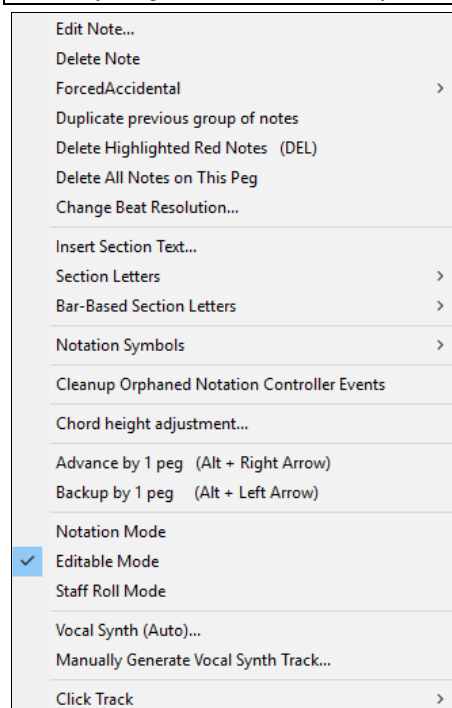 Edit Note...
Delete Note
ForcedAccidental
Duplicate previous group of notes
Delete Highlighted Red Notes (DEL)
Delete All Notes on This Peg
Change Beat Resolution...
Insert Section Text...
Section Letters
Bar-Based Section Letters
Notation Symbols
Cleanup Orphaned Notation Controller Events
Chord height adjustment...
Advance by 1 peg (Alt + Right Arrow)
Backup by 1 peg (Alt + Left Arrow)
Notation Mode
Editable Mode
Staff Roll Mode
Vocal Synth (Auto)...
Manually Generate Vocal Synth Track...
Click Track